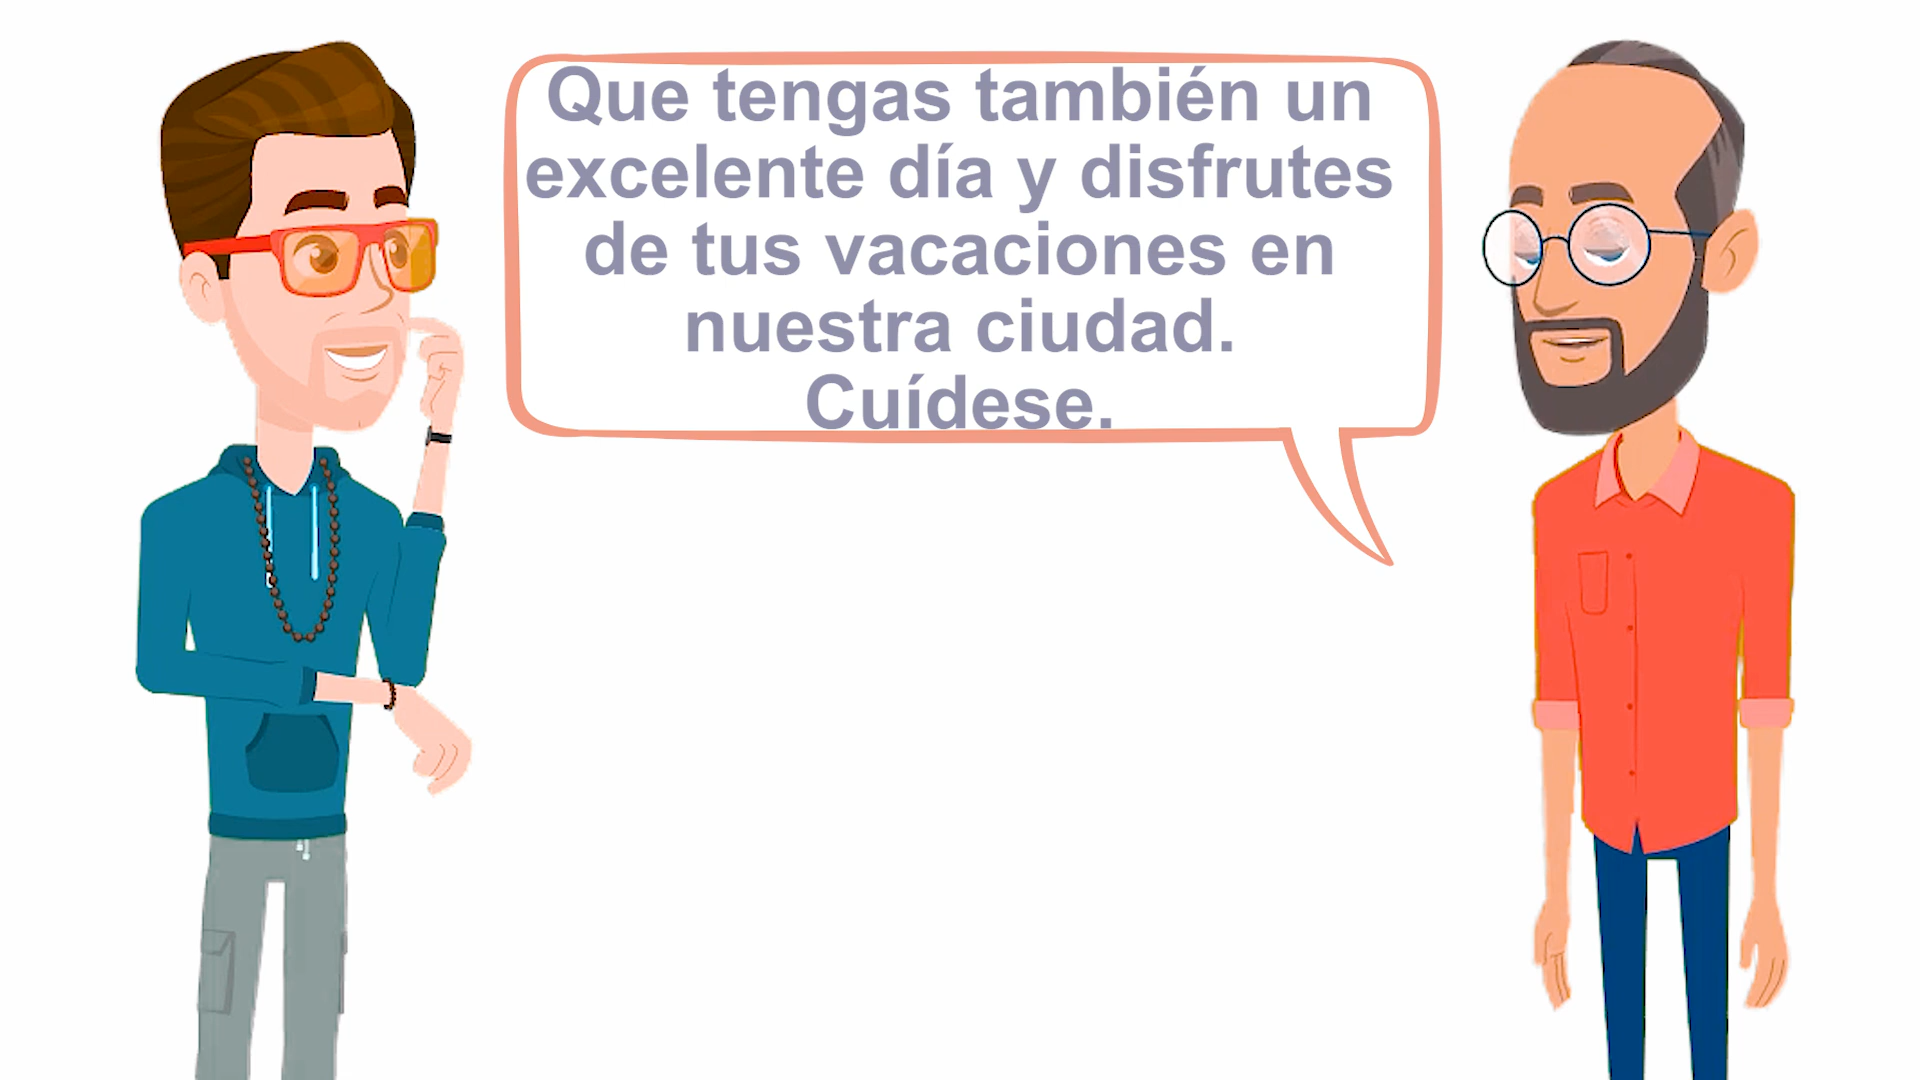 Que tengas también un
excelente día y disfrutes
de tus vacaciones en
nuestra ciudad.
Cuídese.